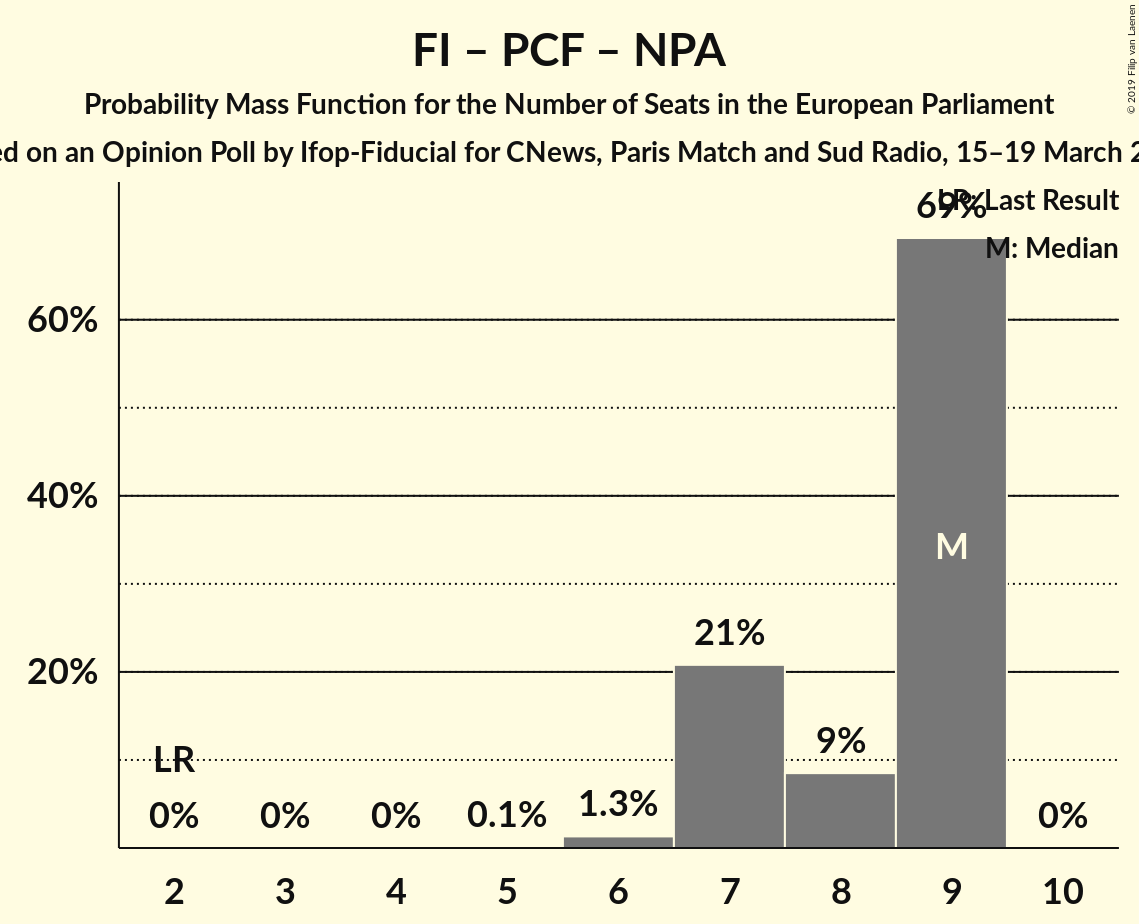 FI – PCF – NPA
Probability Mass Function for the Number of Seats in the European Parliament
on an Opinion Poll by Ifop-Fiducial for CNews, Paris Match and Sud Radio, 15–19 March
© 2019 Filip van Laenen
LR: Last Result
M: Median
69%
60%
40%
M
21%
20%
9%
LR
1.3%
0%
0%
0%
0.1%
0%
2 3 4 5 6 7 8 9 10